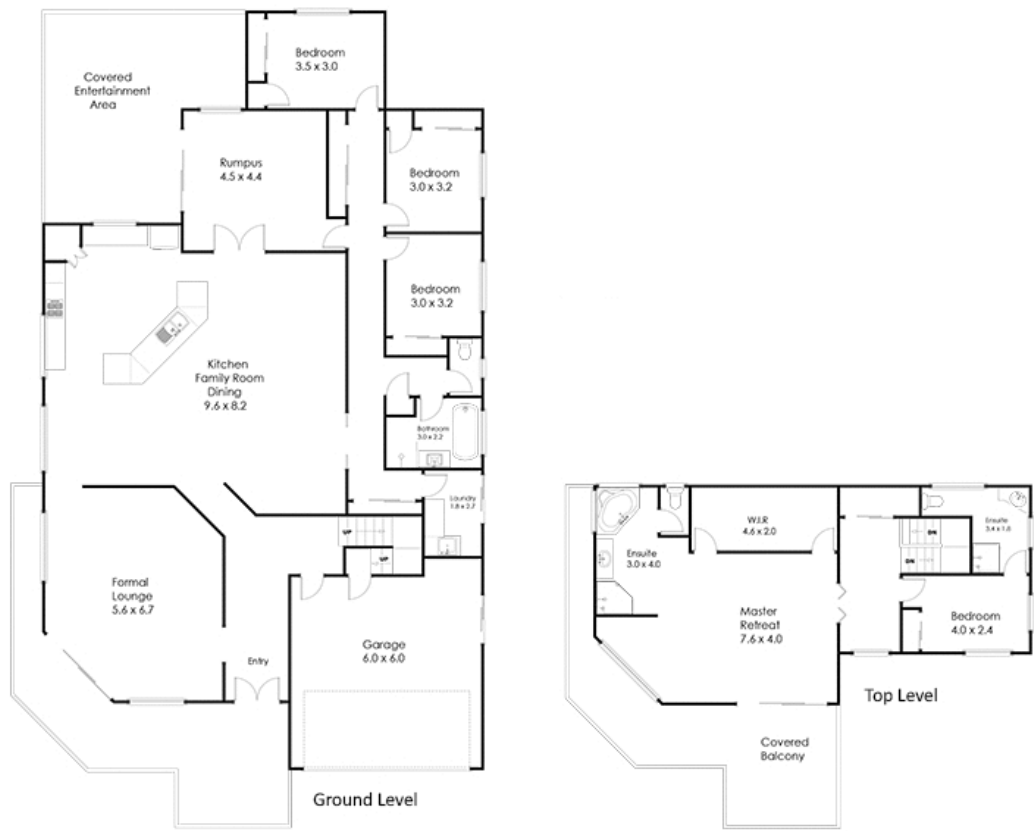 Bedroom
3.5 x 3.0
Covered
Entertainment
Area
Rumpus
4.5 x 4.4
Bedroom
3.0 x 3.2
Bedroom
3.0 x 3.2
Kitchen
Family Room
Dining
9.6 x 8.2
Bathroom
3.0 x 2.2
Laundry
1.8 x 2.7
UP
UP
Formal
Lounge
5.6 x 6.7
Entry
Garage
6.0 x 6.0
Ground Level
W.I.R
4.6 x 2.0
Ensuite
3.0 x 4.0
DN
DN
Ensuite
3.4 x 1.8
Master
Retreat
7.6 x 4.0
Bedroom
4.0 x 2.4
Top Level
Covered
Balcony